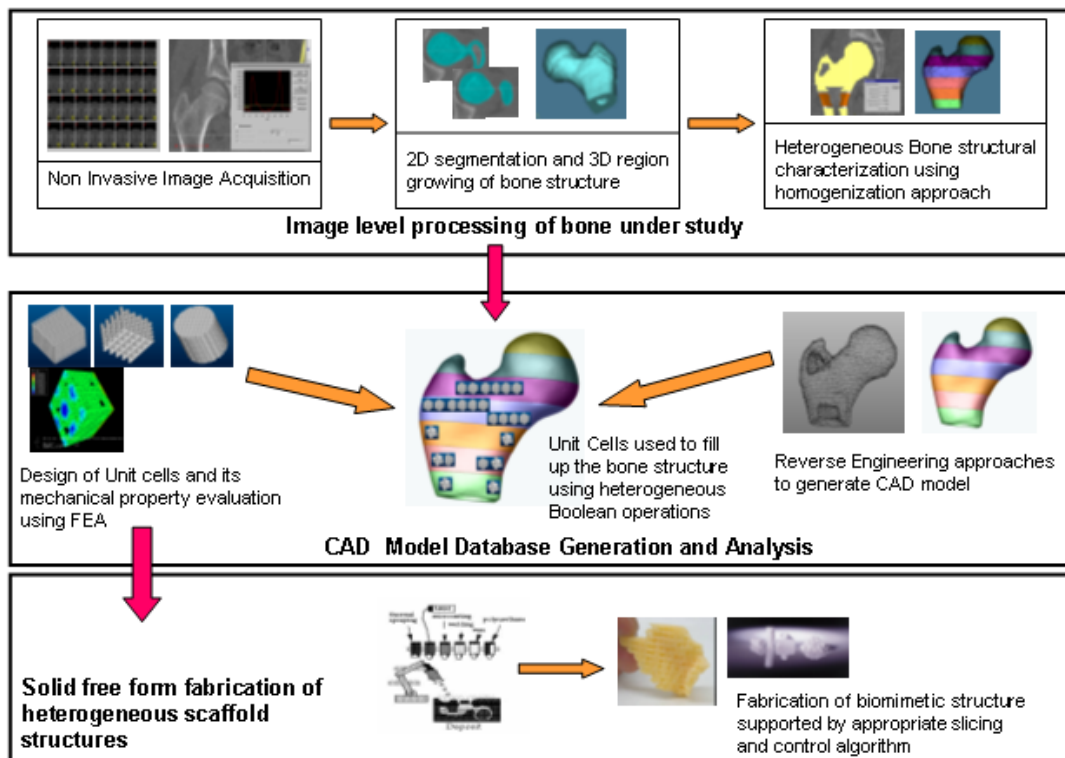 Non Invasive Image Acquisition
2D segmentation and 3D region
growing of bone structure
Heterogeneous Bone structural
characterization using
homogenization approach
Image level processing of bone under study
Design of Unit cells and its
mechanical property evaluation
using FEA
Unit Cells used to fill
up the bone structure
using heterogeneous
Boolean operations
Reverse Engineering approaches
to generate CAD model
CAD Model Database Generation and Analysis
Solid free form fabrication of
heterogeneous scaffold
structures
Deposit
Fabrication of biomimetic structure
supported by appropriate slicing
and control algorithm